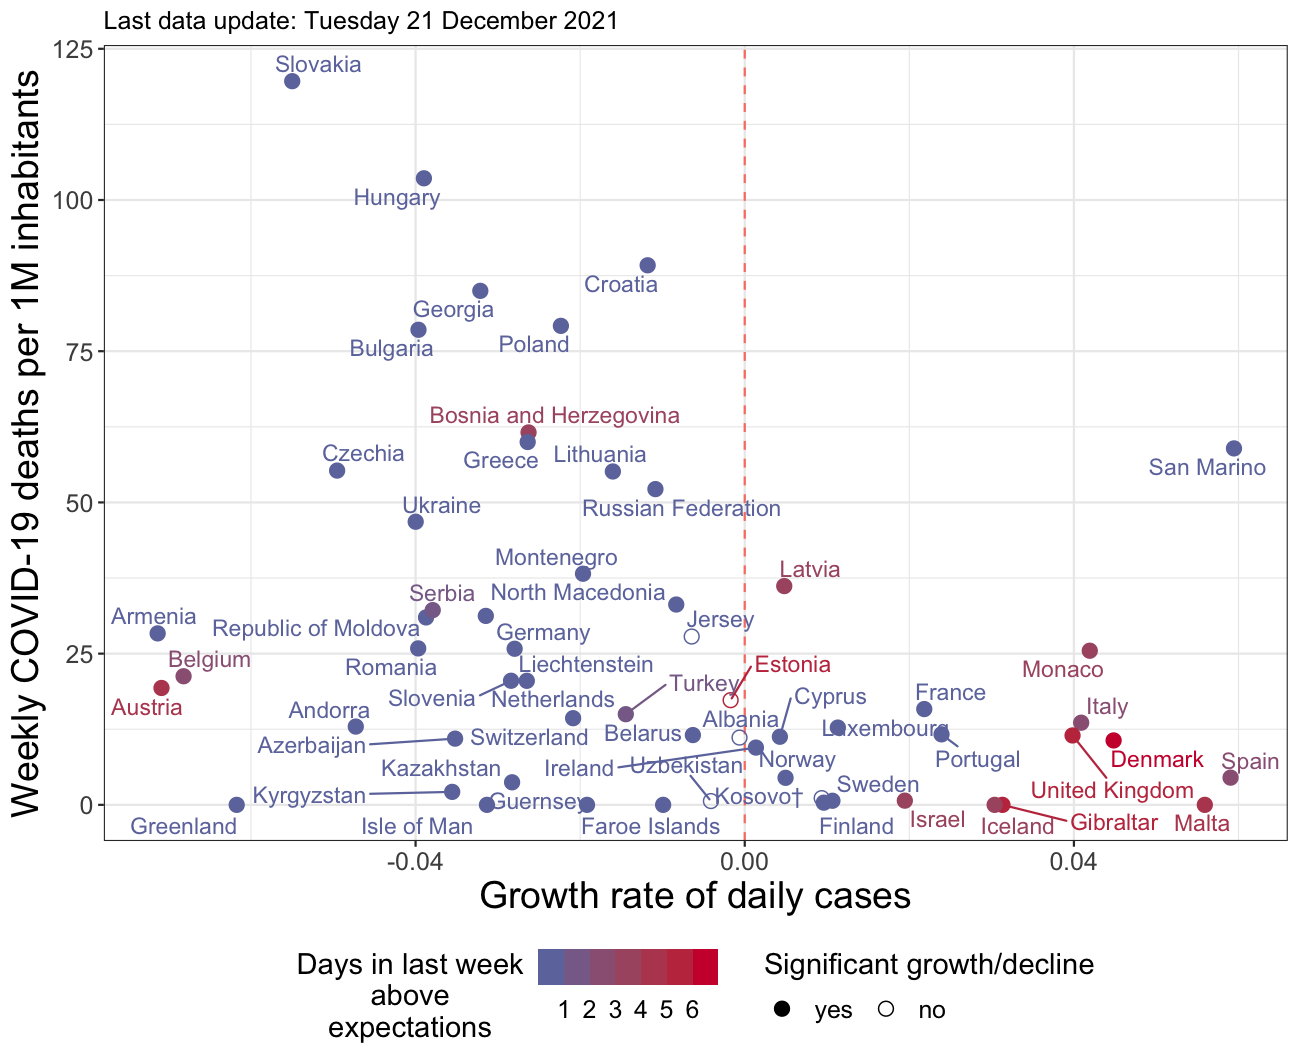 Last data update: Tuesday 21 December 2021
Weekly COVID-19 deaths per 1M inhabitants
125
100
75
50
25
0
Slovakia
Hungary
Croatia
Georgia
Poland
Bulgaria
Bosnia and Herzegovina
Czechia
Greece
Lithuania
San Marino
Ukraine
Russian Federation
Montenegro
Latvia
Serbia
North Macedonia
Armenia
Jersey
Republic of Moldova
Germany
Belgium
Romania
Liechtenstein
Estonia
Monaco
Turkey
Slovenia
Netherlands
Cyprus
France
Austria
Andorra
Italy
Albania
Azerbaijan
Switzerland
Belarus
Luxembourg
Kazakhstan
Ireland
Uzbekistan
Norway
Portugal
Denmark
Spain
Kyrgyzstan
Guernsey
Kosovo†
Sweden
United Kingdom
Greenland
Isle of Man
Faroe Islands
Finland
Israel
Iceland
Gibraltar
Malta
-0.04
0.00
0.04
Growth rate of daily cases
Days in last week
above
expectations
1 2 3 4 5 6
Significant growth/decline
yes
no